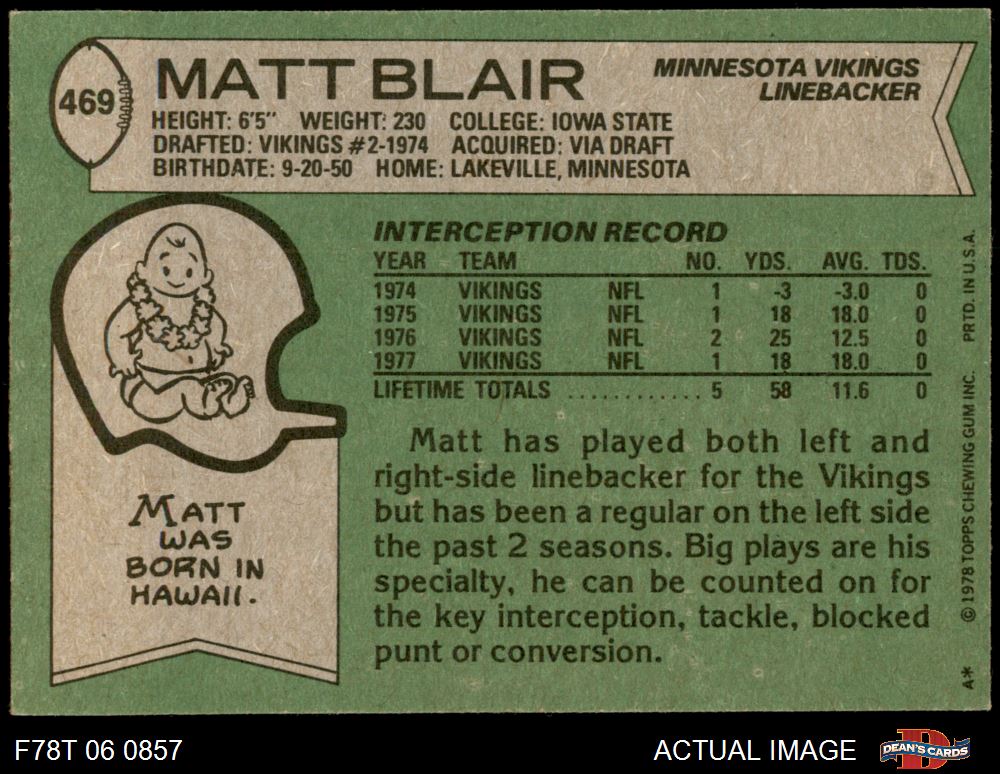 469
MATT BLAIR
MINNESOTA VIKINGS
LINEBACKER
HEIGHT: 6'5" WEIGHT: 230 COLLEGE: IOWA STATE
DRAFTED: VIKINGS #2-1974 ACQUIRED: VIA DRAFT
BIRTHDATE: 9-20-50 HOME: LAKEVILLE, MINNESOTA
INTERCEPTION RECORD
YEAR TEAM NO. YDS. AVG. TDS.
1974 VIKINGS NFL 1 -3 -3.0 0
1975 VIKINGS NFL 1 18 18.0 0
1976 VIKINGS NFL 2 25 12.5 0
1977 VIKINGS NFL 1 18 18.0 0
LIFETIME TOTALS ............ 5 58 11.6 0
Matt has played both left and
right-side linebacker for the Vikings
but has been a regular on the left side
the past 2 seasons. Big plays are his
specialty, he can be counted on for
the key interception, tackle, blocked
punt or conversion.
MATT
WAS
BORN IN
HAWAII.
A* © 1978 TOPPS CHEWING GUM INC. PRTD. IN U.S.A.
F78T 06 0857
ACTUAL IMAGE
DEAN'S CARDS